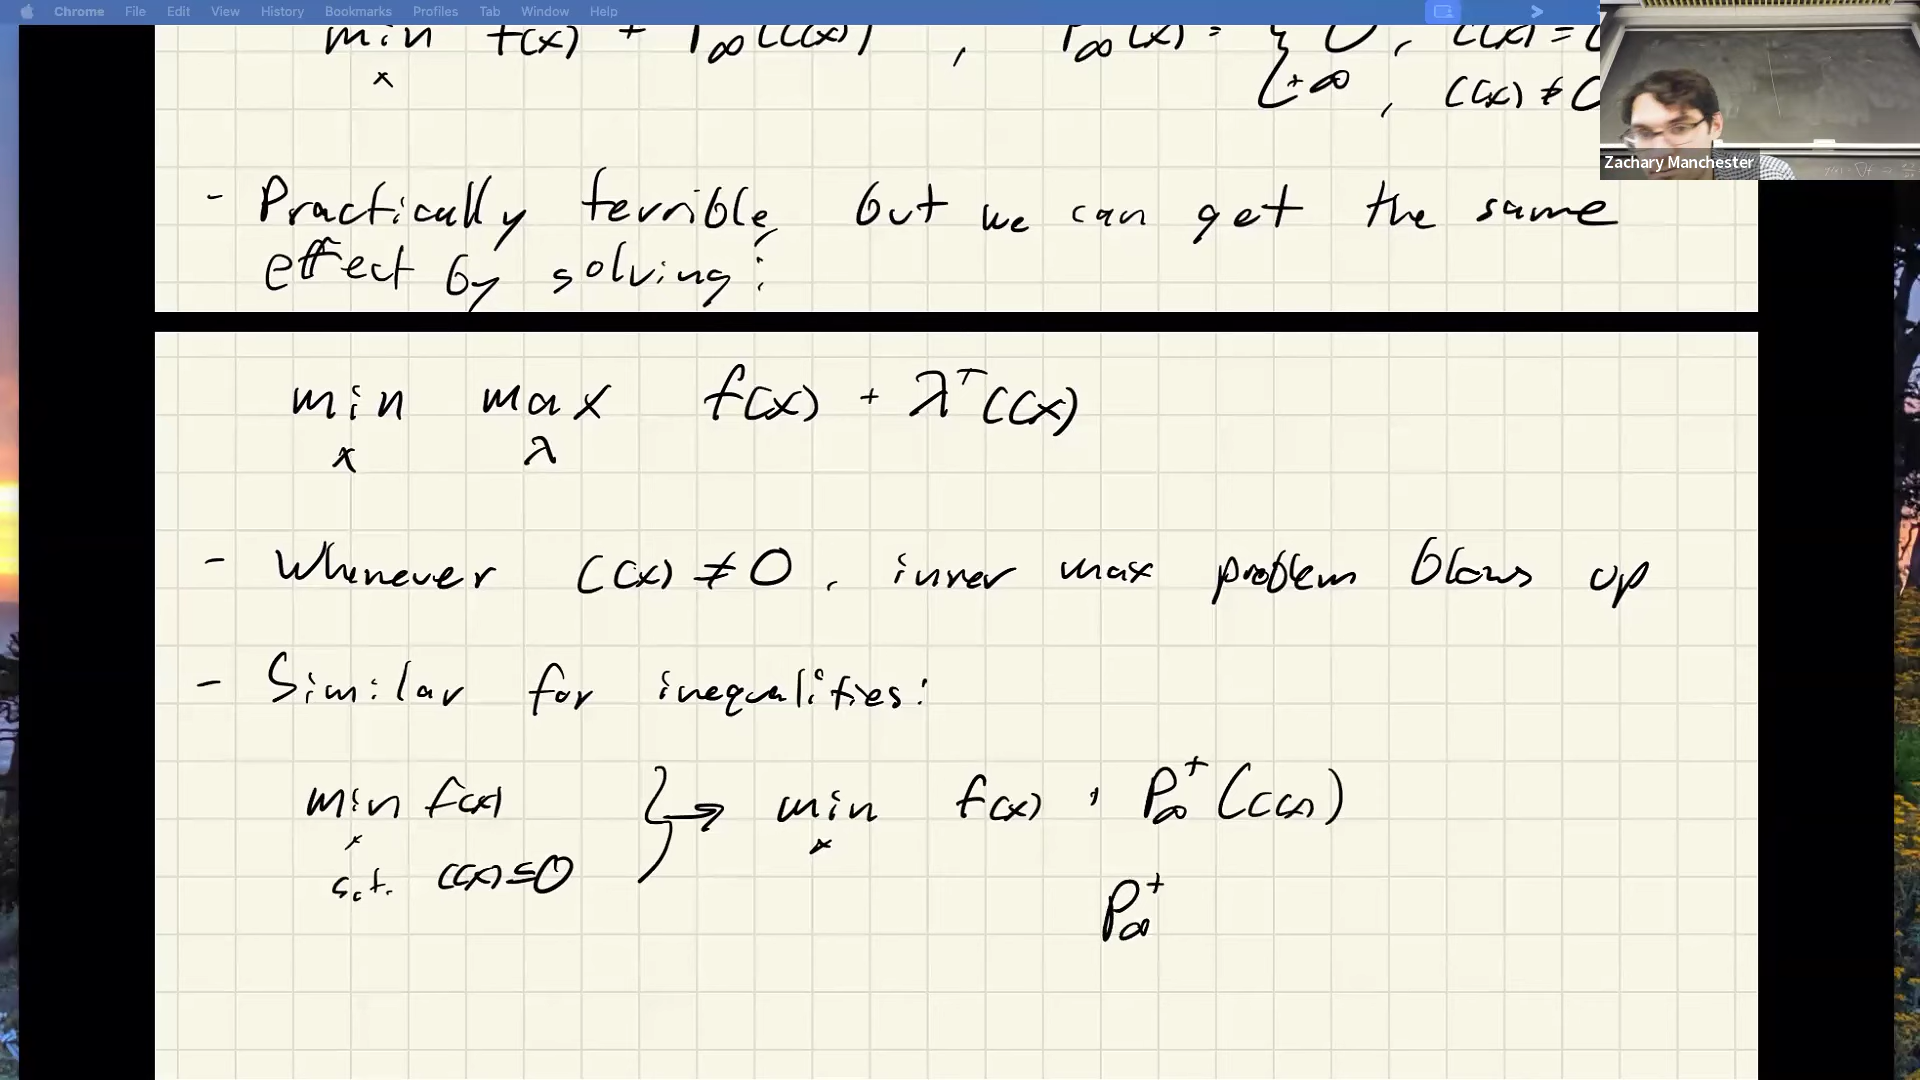 Chrome File Edit View History Bookmarks Profiles Tab Window Help
min f(x) + P∞(c(x)) , P∞(x) = { 0 , c(x) =
x
+∞ , c(x) ≠ 0
Zachary Manchester
- Practically terrible, but we can get the same
effect by solving:
min max f(x) + λᵀc(x)
x λ
- Whenever c(x) ≠ 0, inner max problem blows up
- Similar for inequalities:
min f(x) } → min f(x) + P∞⁺(c(x))
x x
s.t. c(x) ≤ 0
P∞⁺